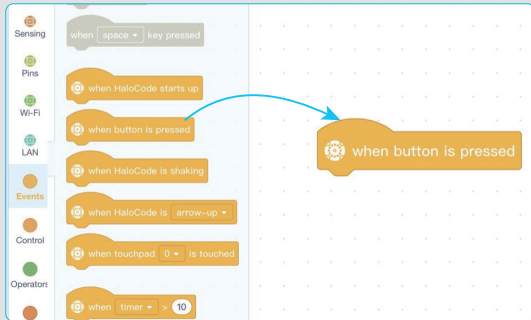 Sensing
Pins
Wi-Fi
LAN
Events
Control
Operators
when space key pressed
when HaloCode starts up
when button is pressed
when HaloCode is shaking
when HaloCode is arrow-up
when touchpad 0 is touched
when timer > 10
when button is pressed